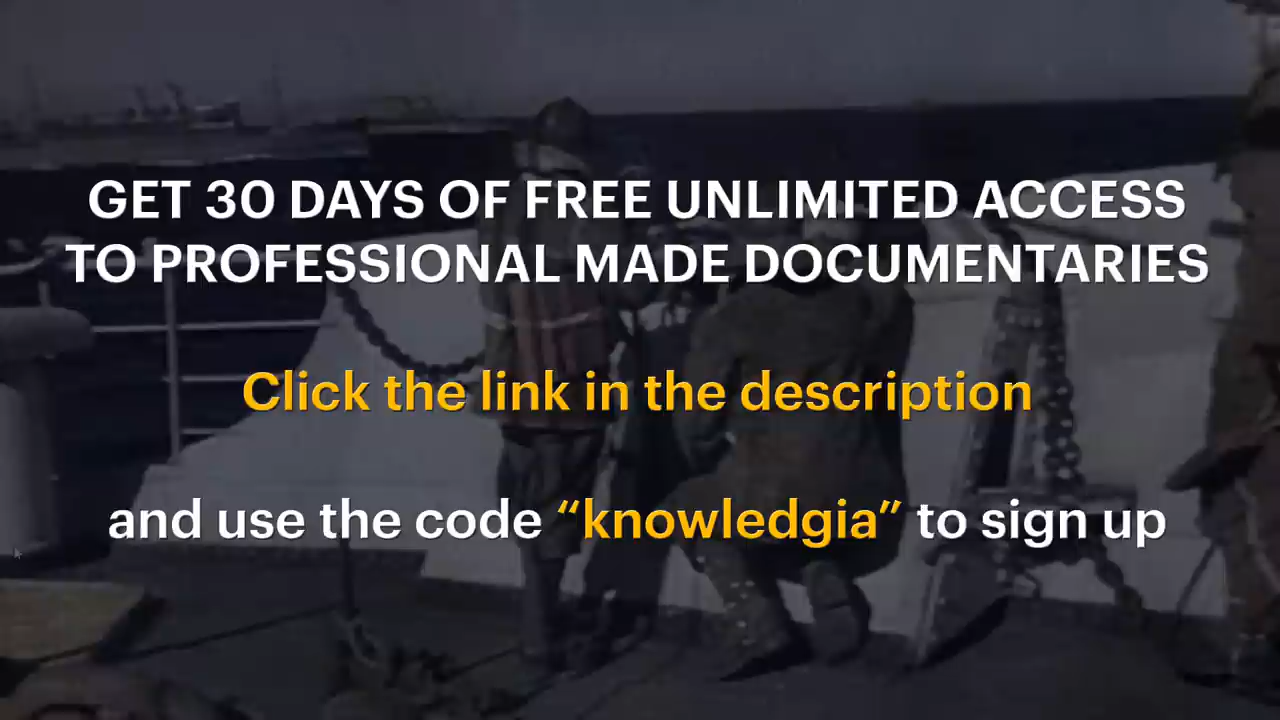 GET 30 DAYS OF FREE UNLIMITED ACCESS
TO PROFESSIONAL MADE DOCUMENTARIES
Click the link in the description
and use the code “knowledgia” to sign up